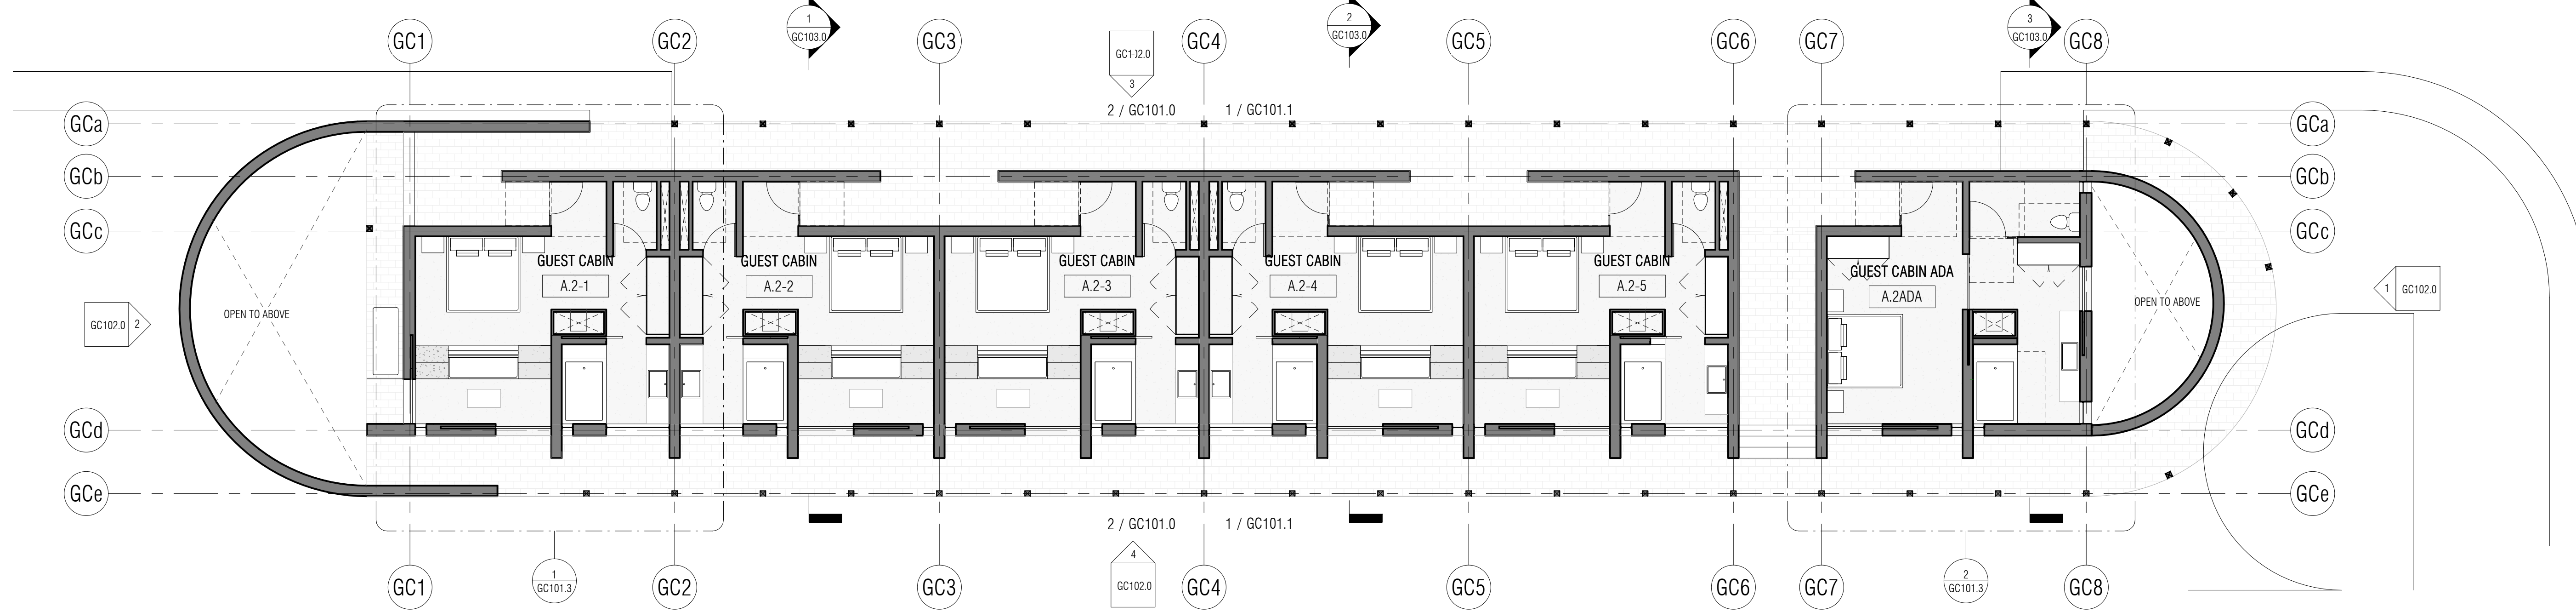 1
GC103.0
2
GC103.0
3
GC103.0
GC1
GC2
GC3
GC4
GC5
GC6
GC7
GC8
3
2 / GC101.0
1 / GC101.1
GCa
GCa
GCb
GCb
GCc
GCc
GUEST CABIN
A.2-1
GUEST CABIN
A.2-2
GUEST CABIN
A.2-3
GUEST CABIN
A.2-4
GUEST CABIN
A.2-5
GUEST CABIN ADA
A.2ADA
OPEN TO ABOVE
OPEN TO ABOVE
GC102.0
2
1
GC102.0
GCd
GCd
GCe
GCe
2 / GC101.0
1 / GC101.1
4
GC102.0
1
GC101.3
2
GC101.3
GC1
GC2
GC3
GC4
GC5
GC6
GC7
GC8